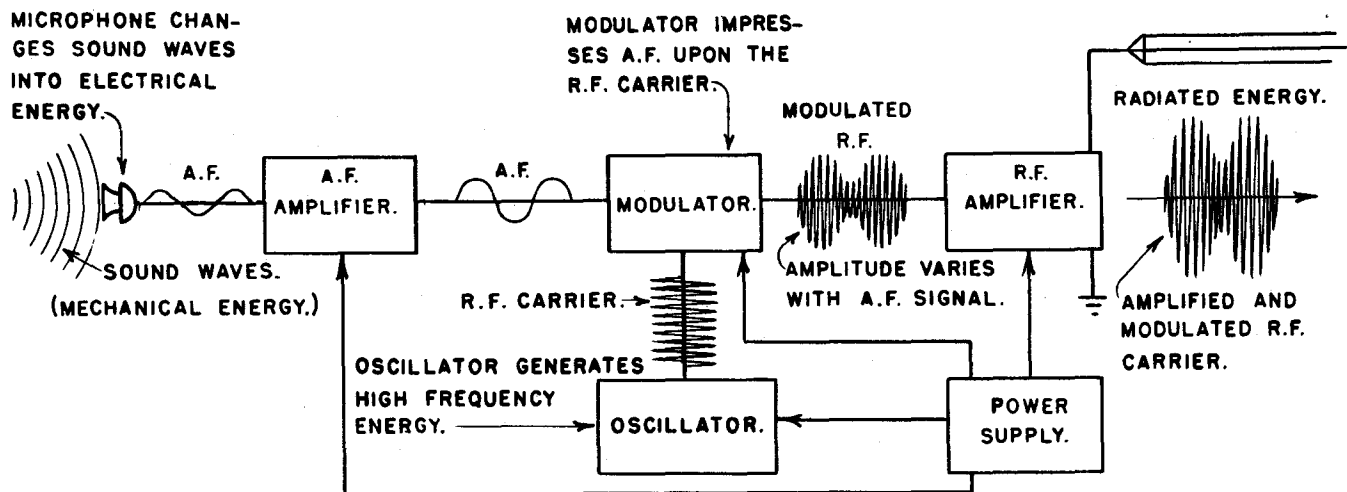 MICROPHONE CHAN-
GES SOUND WAVES
INTO ELECTRICAL
ENERGY.
MODULATOR IMPRES-
SES A.F. UPON THE
R.F. CARRIER.
RADIATED ENERGY.
MODULATED
R.F.
A.F.
A.F.
AMPLIFIER.
A.F.
MODULATOR.
R.F.
AMPLIFIER.
SOUND WAVES.
(MECHANICAL ENERGY.)
R.F. CARRIER.
AMPLITUDE VARIES
WITH A.F. SIGNAL.
AMPLIFIED AND
MODULATED R.F.
CARRIER.
OSCILLATOR GENERATES
HIGH FREQUENCY
ENERGY.
OSCILLATOR.
POWER
SUPPLY.